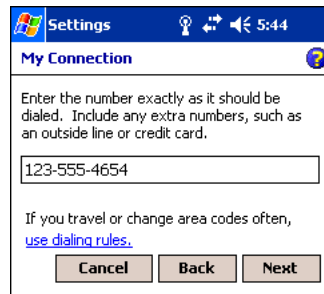 Settings 5:44
My Connection
Enter the number exactly as it should be
dialed. Include any extra numbers, such as
an outside line or credit card.
123-555-4654
If you travel or change area codes often,
use dialing rules.
Cancel Back Next